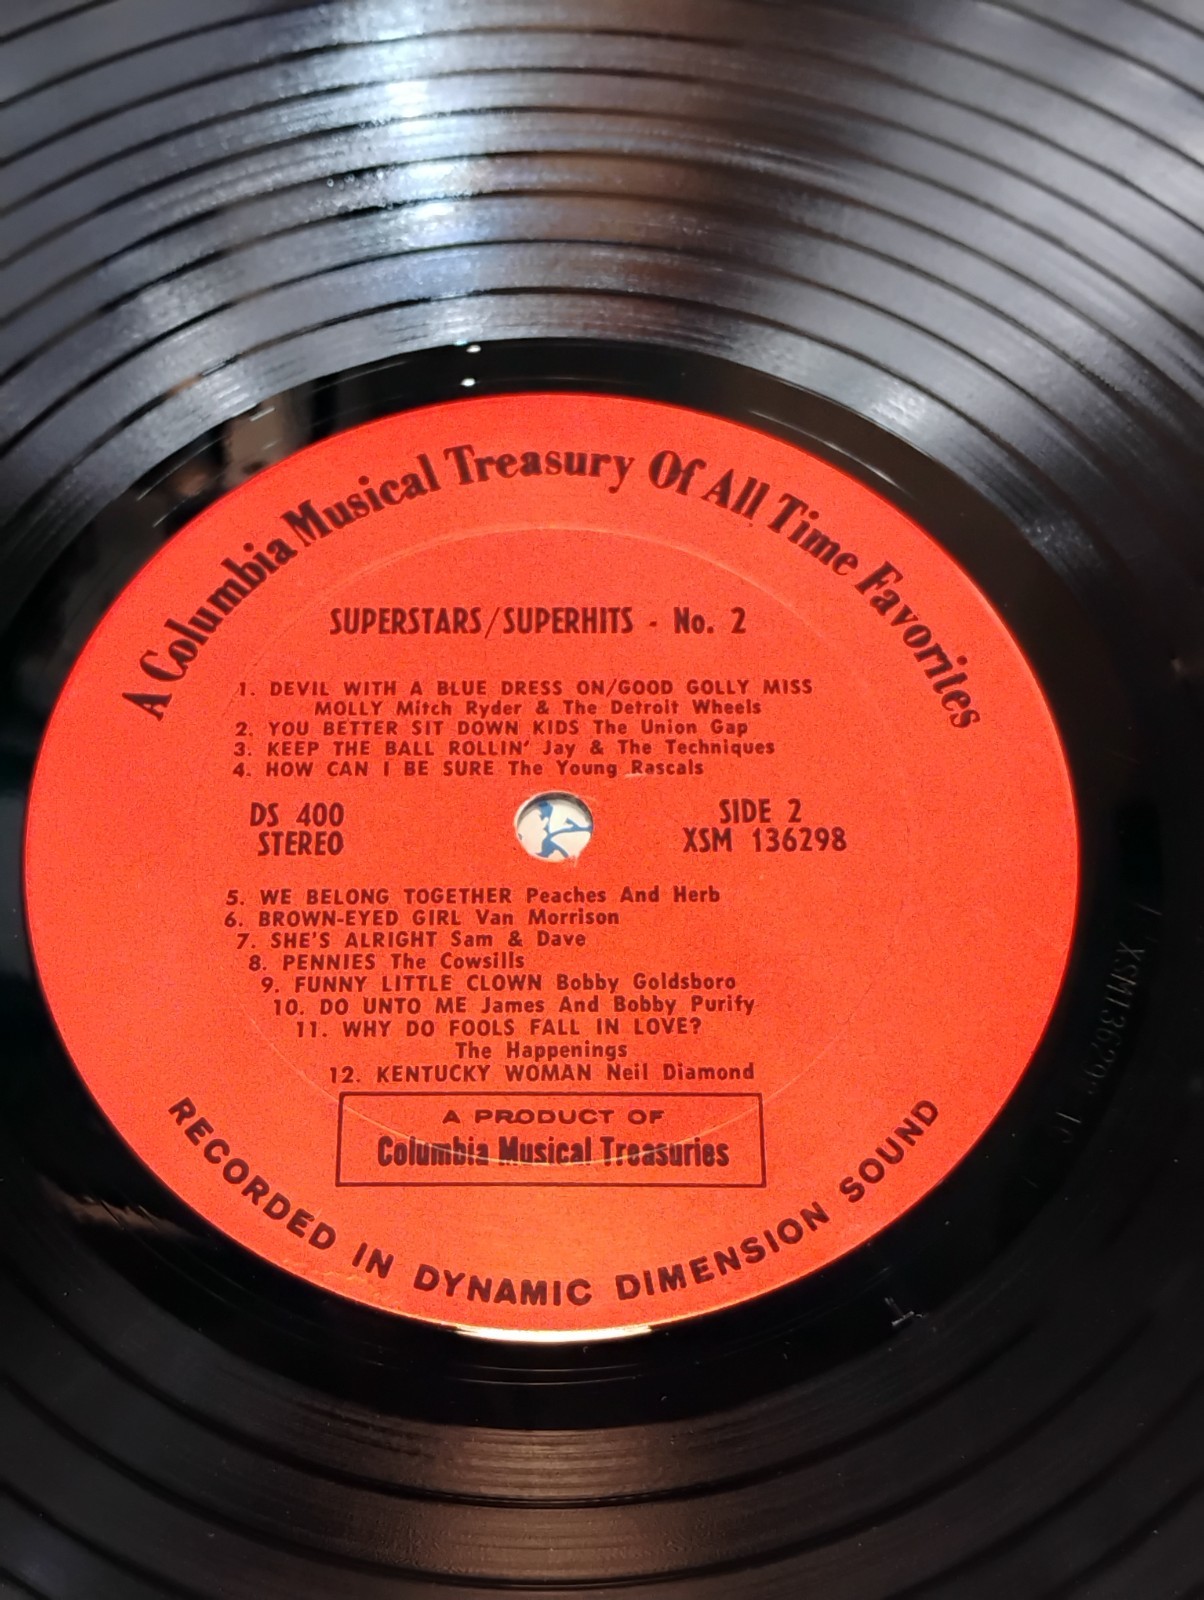 A Columbia Musical Treasury Of All Time Favorites
SUPERSTARS/SUPERHITS - No. 2
1. DEVIL WITH A BLUE DRESS ON/GOOD GOLLY MISS
MOLLY Mitch Ryder & The Detroit Wheels
2. YOU BETTER SIT DOWN KIDS The Union Gap
3. KEEP THE BALL ROLLIN' Jay & The Techniques
4. HOW CAN I BE SURE The Young Rascals
DS 400
STEREO
SIDE 2
XSM 136298
5. WE BELONG TOGETHER Peaches And Herb
6. BROWN-EYED GIRL Van Morrison
7. SHE'S ALRIGHT Sam & Dave
8. PENNIES The Cowsills
9. FUNNY LITTLE CLOWN Bobby Goldsboro
10. DO UNTO ME James And Bobby Purify
11. WHY DO FOOLS FALL IN LOVE?
The Happenings
12. KENTUCKY WOMAN Neil Diamond
A PRODUCT OF
Columbia Musical Treasuries
RECORDED IN DYNAMIC DIMENSION SOUND